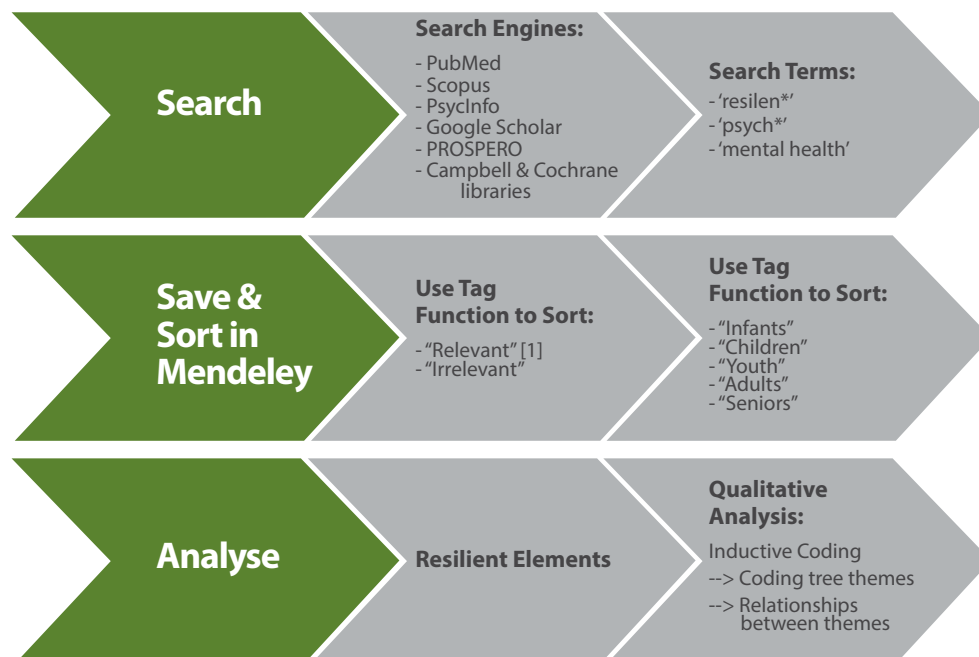 Search
Search Engines:
- PubMed
- Scopus
- PsycInfo
- Google Scholar
- PROSPERO
- Campbell & Cochrane
libraries
Search Terms:
- ‘resilen*’
- ‘psych*’
- ‘mental health’
Save &
Sort in
Mendeley
Use Tag
Function to Sort:
- “Relevant” [1]
- “Irrelevant”
Use Tag
Function to Sort:
- “Infants”
- “Children”
- “Youth”
- “Adults”
- “Seniors”
Analyse
Resilient Elements
Qualitative
Analysis:
Inductive Coding
--> Coding tree themes
--> Relationships
between themes